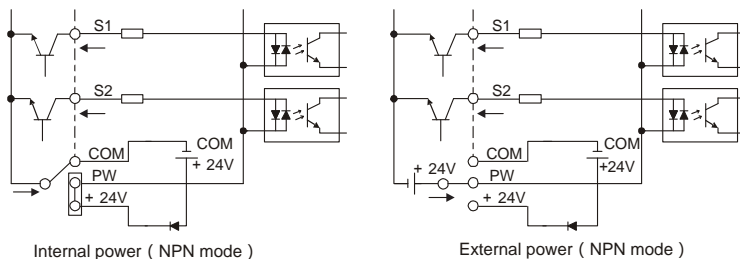 S1
S2
COM
COM
+ 24V
PW
+ 24V
Internal power ( NPN mode )
S1
S2
COM
COM
+ 24V
+24V
PW
+ 24V
External power ( NPN mode )